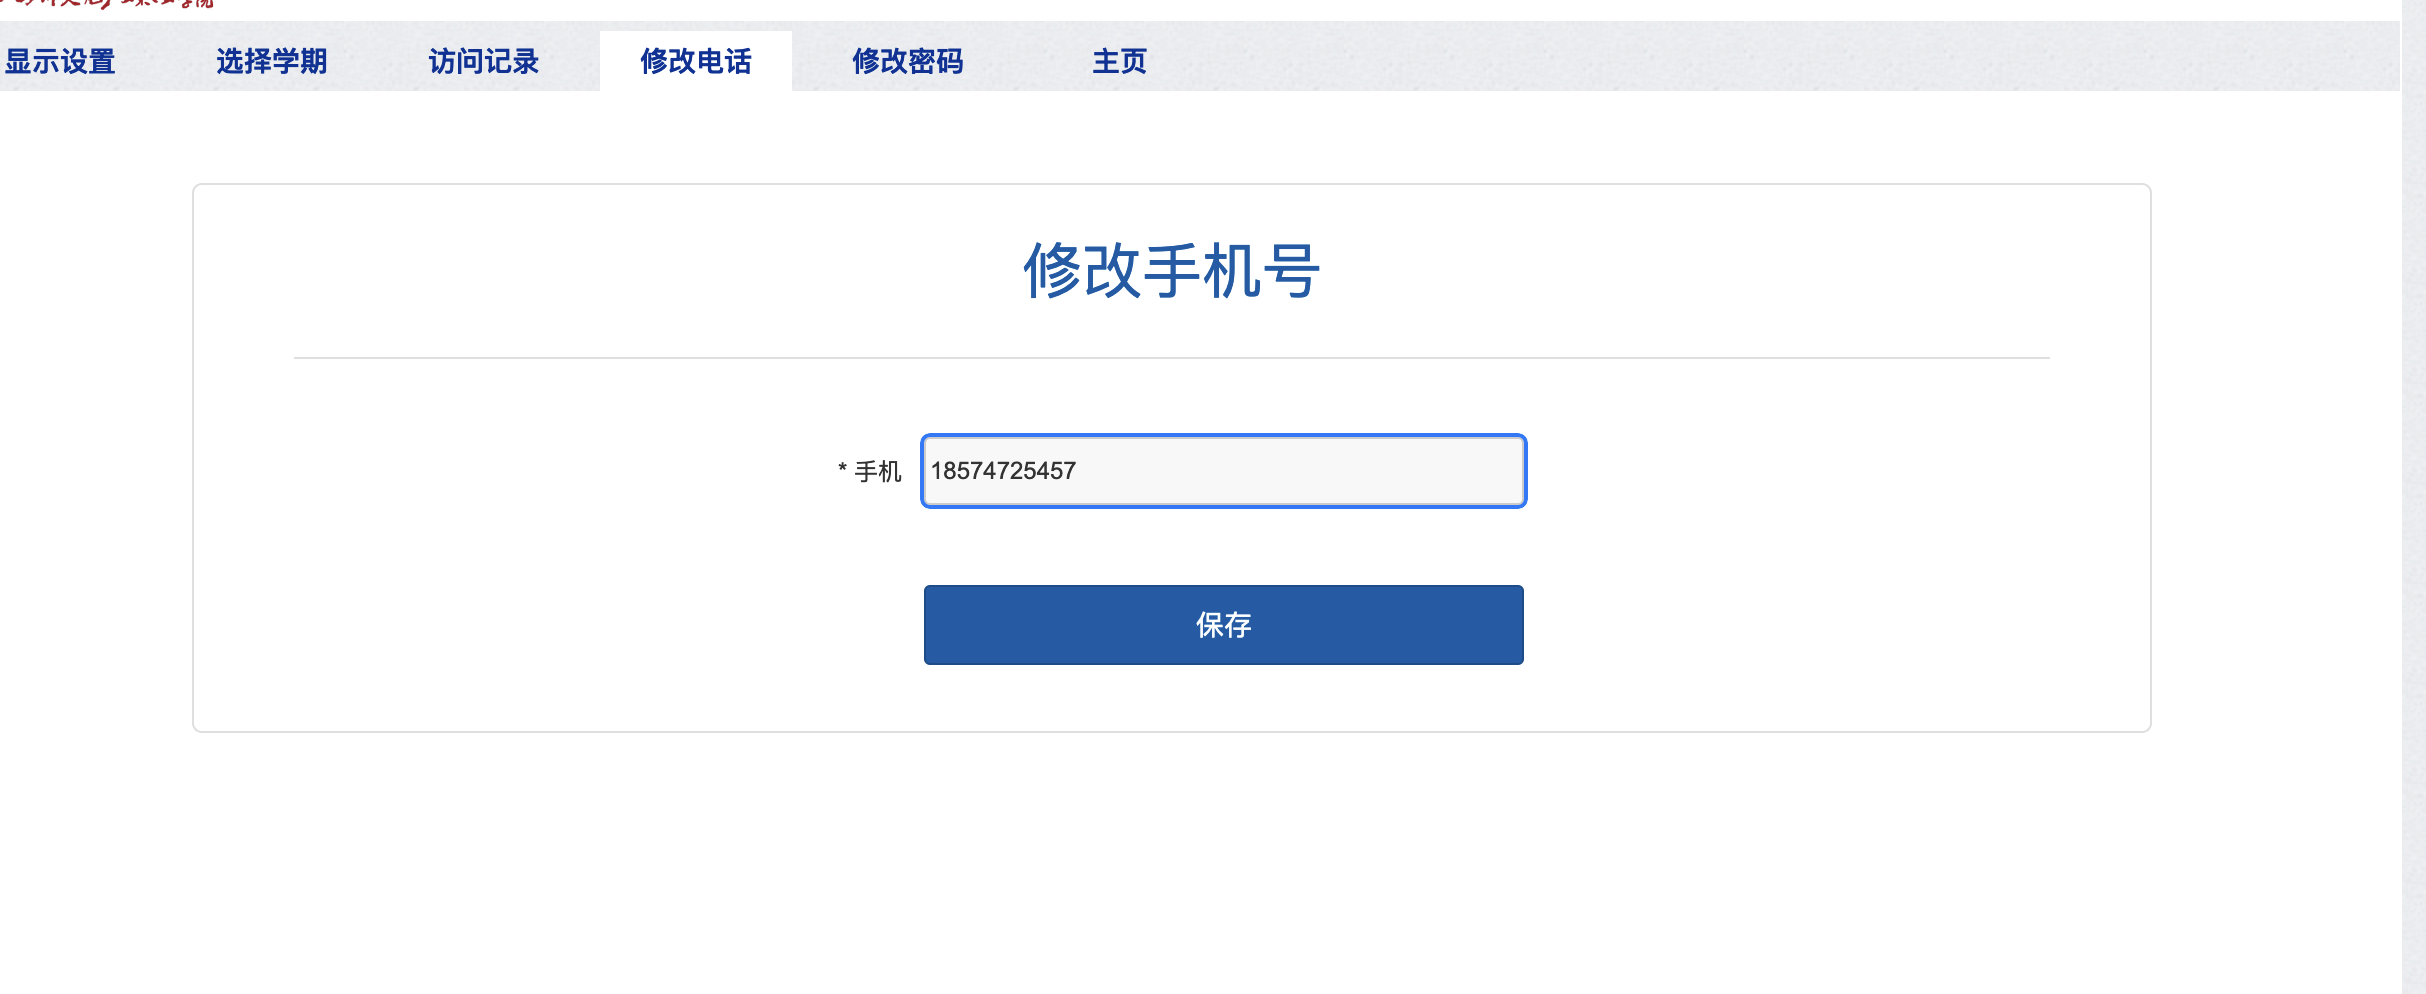 显示设置 选择学期 访问记录 修改电话 修改密码 主页
修改手机号
* 手机 18574725457
保存